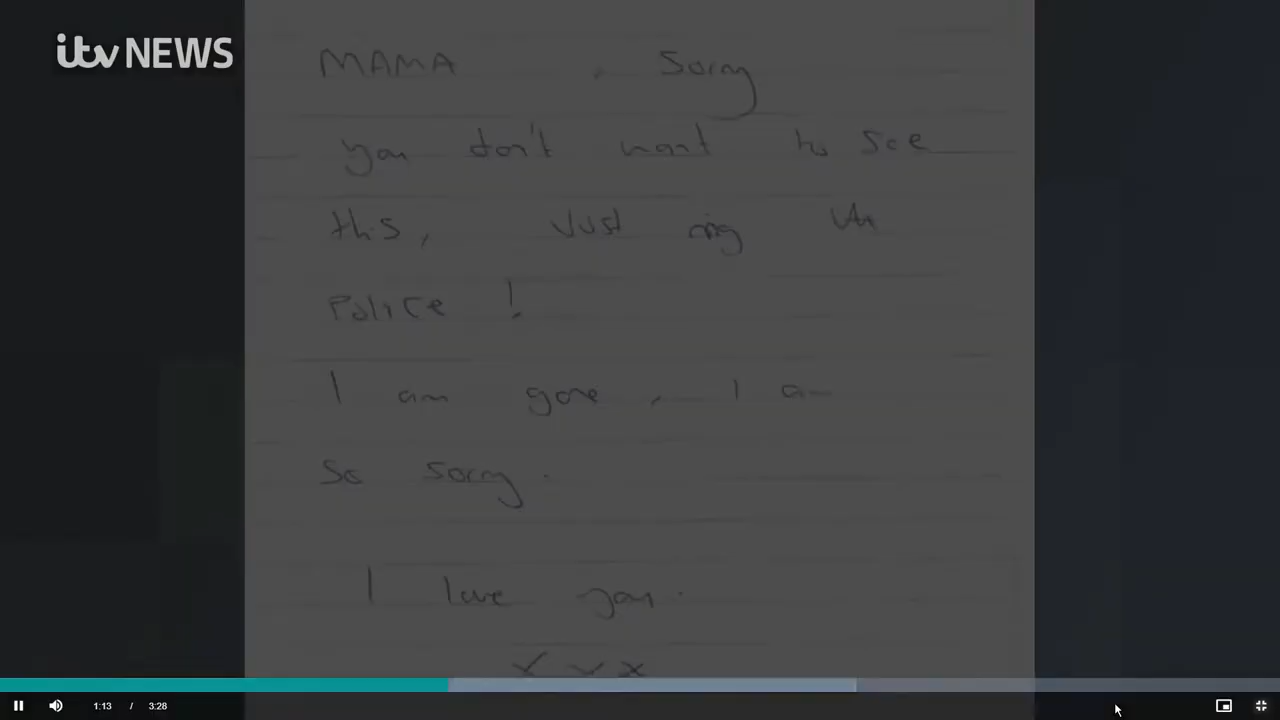 itv NEWS
MAMA , Sorry
you don't want to see
this, Just ring the
Police !
I am gone , I am
So sorry .
I love you .
x x x
1:13 / 3:28